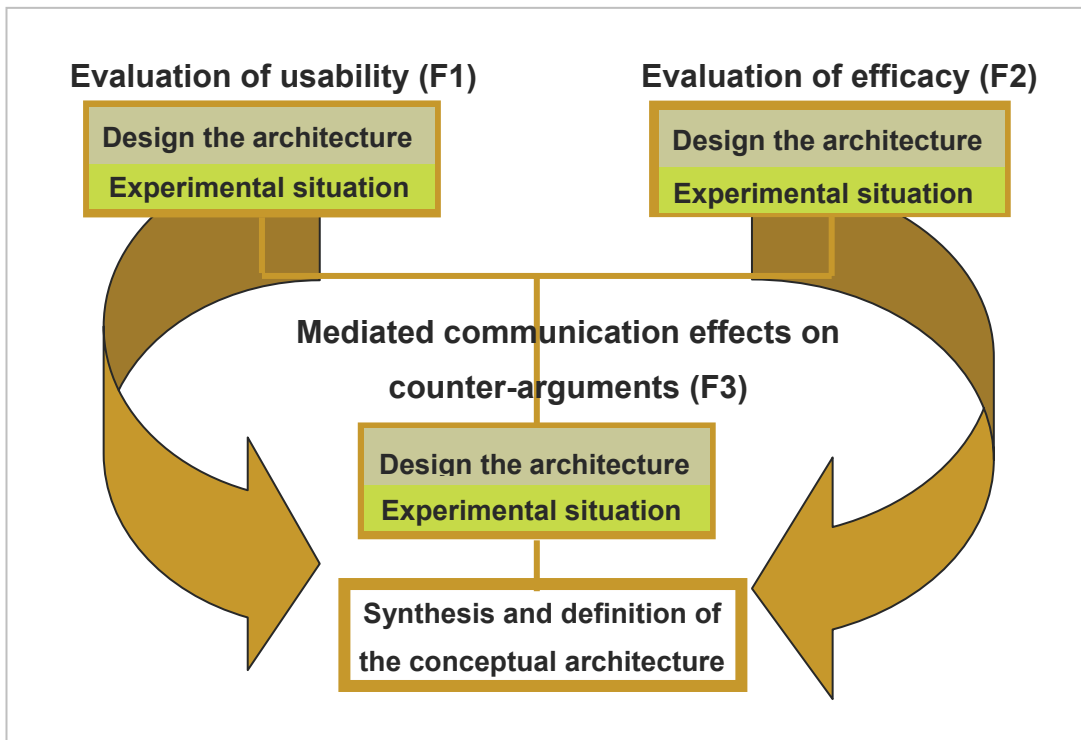 Evaluation of usability (F1)
Design the architecture
Experimental situation
Evaluation of efficacy (F2)
Design the architecture
Experimental situation
Mediated communication effects on
counter-arguments (F3)
Design the architecture
Experimental situation
Synthesis and definition of
the conceptual architecture